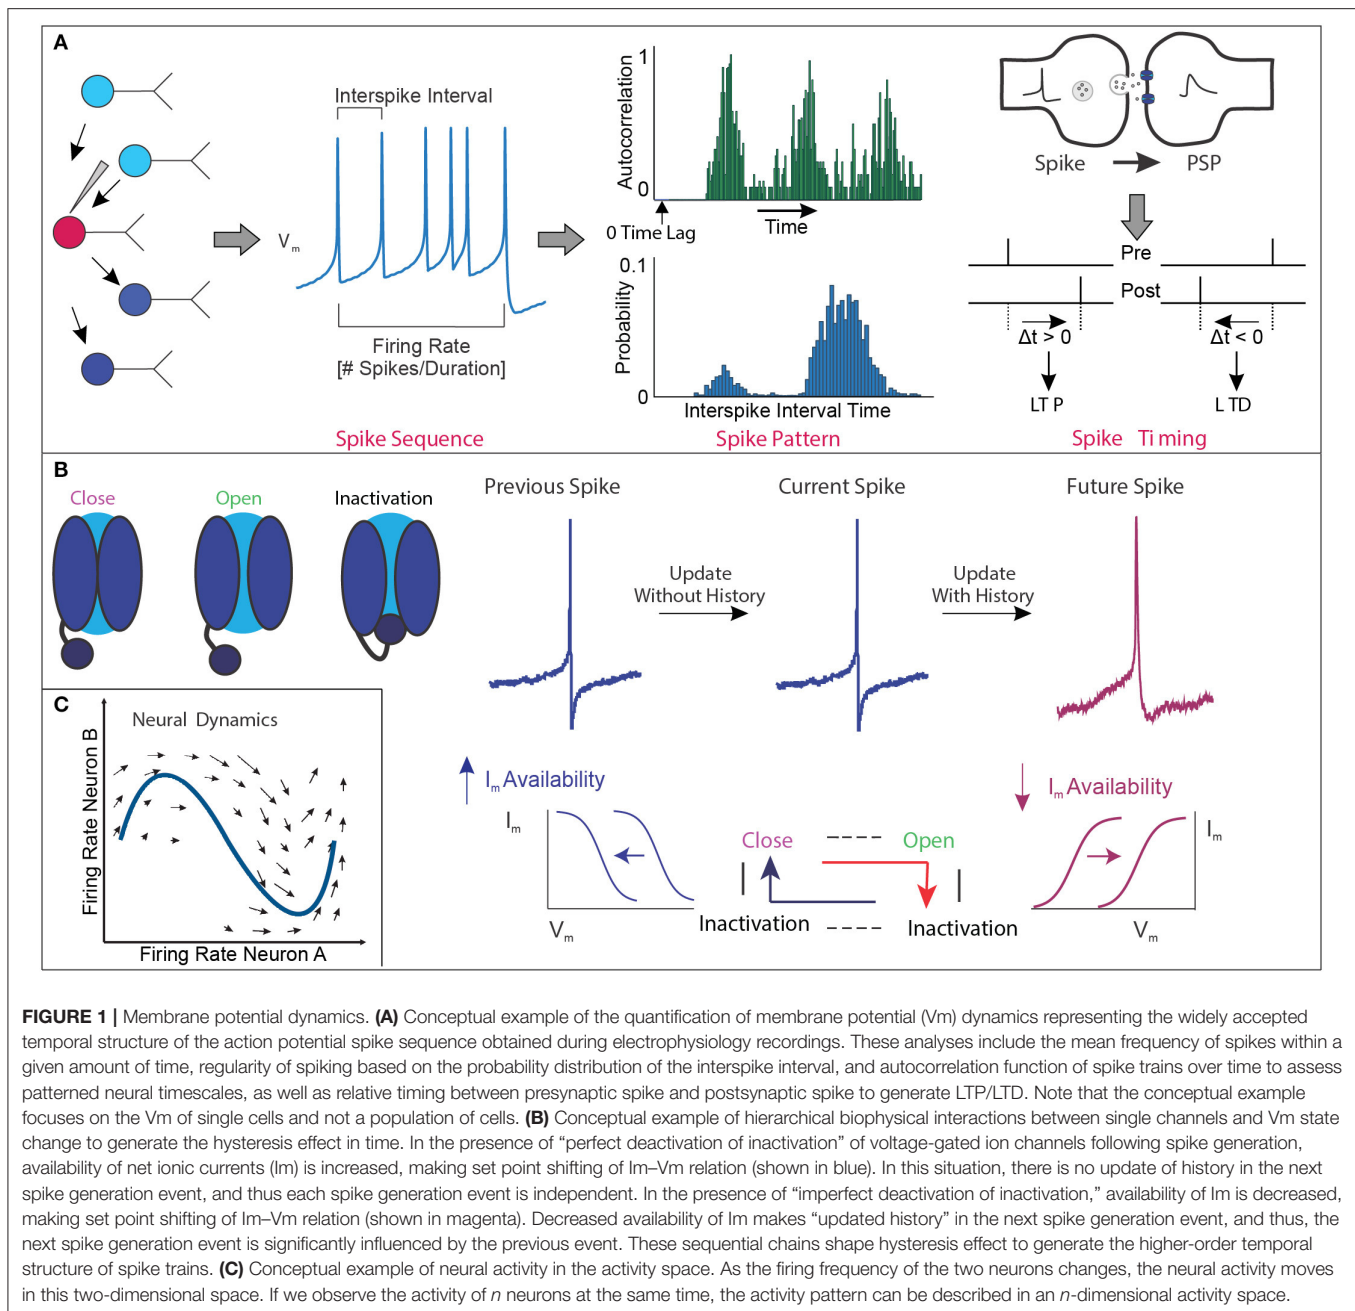 A
Interspike Interval
Vm
Firing Rate
[# Spikes/Duration]
Spike Sequence
Autocorrelation
1
0
0 Time Lag
Time
Probability
0.1
0
Interspike Interval Time
Spike Pattern
Spike
PSP
Pre
Post
Δt > 0
Δt < 0
LT P
L TD
Spike Ti ming
B
Close
Open
Inactivation
Previous Spike
Current Spike
Future Spike
Update
Without History
Update
With History
Im Availability
Im
Vm
Close
Open
Inactivation
Inactivation
Im Availability
Im
Vm
C
Neural Dynamics
Firing Rate Neuron B
Firing Rate Neuron A
FIGURE 1 | Membrane potential dynamics. (A) Conceptual example of the quantification of membrane potential (Vm) dynamics representing the widely accepted
temporal structure of the action potential spike sequence obtained during electrophysiology recordings. These analyses include the mean frequency of spikes within a
given amount of time, regularity of spiking based on the probability distribution of the interspike interval, and autocorrelation function of spike trains over time to assess
patterned neural timescales, as well as relative timing between presynaptic spike and postsynaptic spike to generate LTP/LTD. Note that the conceptual example
focuses on the Vm of single cells and not a population of cells. (B) Conceptual example of hierarchical biophysical interactions between single channels and Vm state
change to generate the hysteresis effect in time. In the presence of “perfect deactivation of inactivation” of voltage-gated ion channels following spike generation,
availability of net ionic currents (Im) is increased, making set point shifting of Im–Vm relation (shown in blue). In this situation, there is no update of history in the next
spike generation event, and thus each spike generation event is independent. In the presence of “imperfect deactivation of inactivation,” availability of Im is decreased,
making set point shifting of Im–Vm relation (shown in magenta). Decreased availability of Im makes “updated history” in the next spike generation event, and thus, the
next spike generation event is significantly influenced by the previous event. These sequential chains shape hysteresis effect to generate the higher-order temporal
structure of spike trains. (C) Conceptual example of neural activity in the activity space. As the firing frequency of the two neurons changes, the neural activity moves
in this two-dimensional space. If we observe the activity of n neurons at the same time, the activity pattern can be described in an n-dimensional activity space.